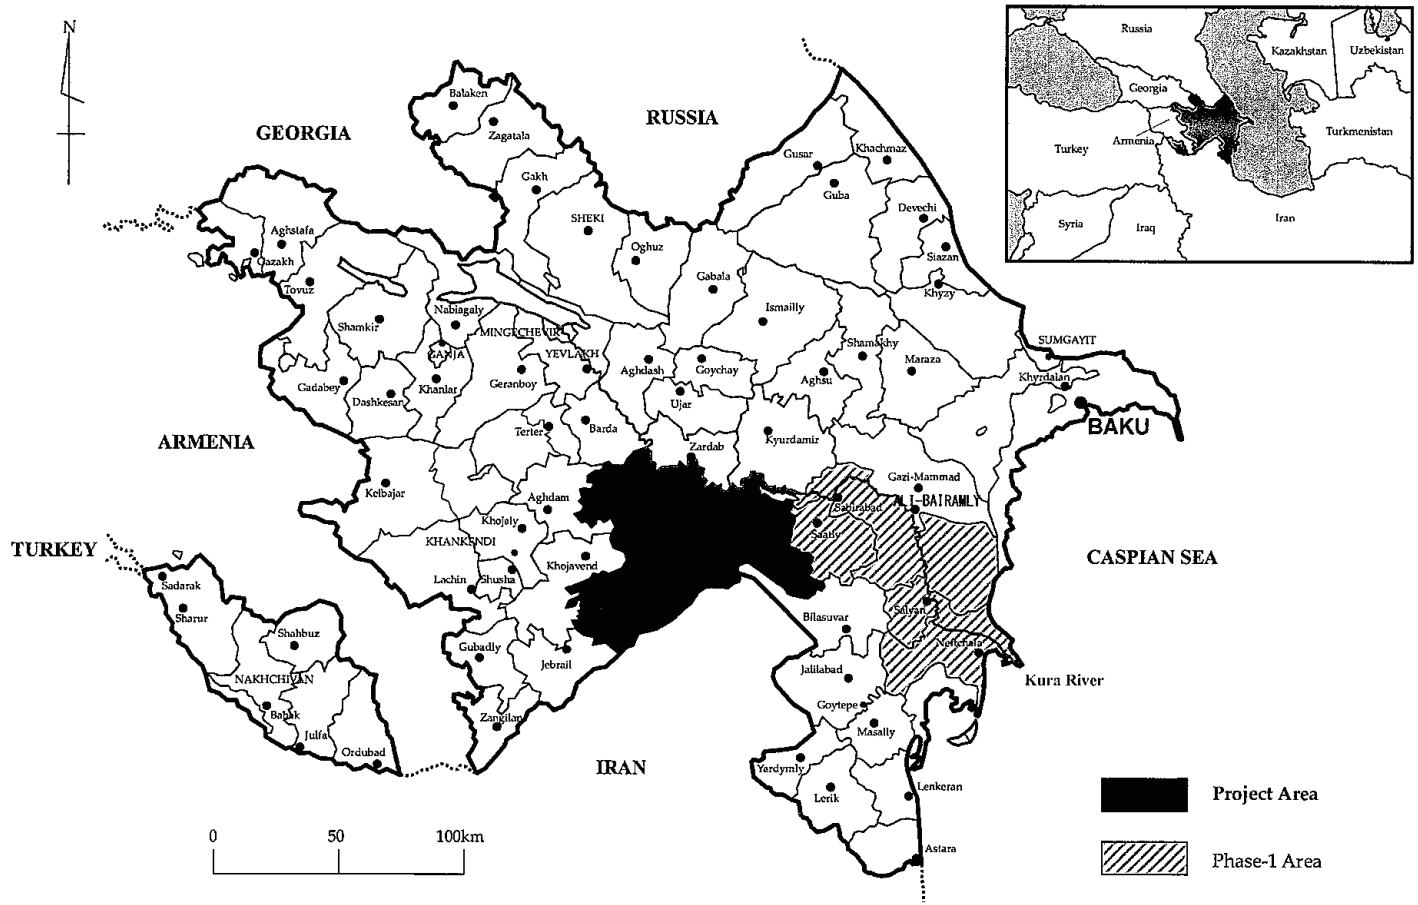 N
GEORGIA
RUSSIA
ARMENIA
TURKEY
IRAN
CASPIAN SEA
Kura River
BAKU
Balaken
Zagatala
Gakh
SHEKI
Oghuz
Gusar
Khachmaz
Guba
Devechi
Siazan
Khyzy
Aghstafa
Qazakh
Tovuz
Shamkir
Nabiagaly
MINGECHEVIR
GANJA
YEVLAKH
Gabala
Ismailly
Shamakhy
Maraza
SUMGAYIT
Khyrdalan
Gadabey
Dashkesan
Khanlar
Geranboy
Aghdash
Goychay
Aghsu
Ujar
Terter
Barda
Zardab
Kyurdamir
Kelbajar
Aghdam
Gazi-Mammad
ALI-BAIRAMLY
Sabirabad
Saatly
Khojaly
KHANKENDI
Khojavend
Lachin
Shusha
Sadarak
Sharur
Shahbuz
NAKHCHIVAN
Babak
Julfa
Ordubad
Gubadly
Jebrail
Zangilan
Bilasuvar
Salyan
Neftchala
Jalilabad
Goytepe
Masally
Yardymly
Lerik
Lenkeran
Astara
0 50 100km
Project Area
Phase-1 Area
Russia
Kazakhstan
Uzbekistan
Georgia
Armenia
Turkey
Turkmenistan
Syria
Iraq
Iran